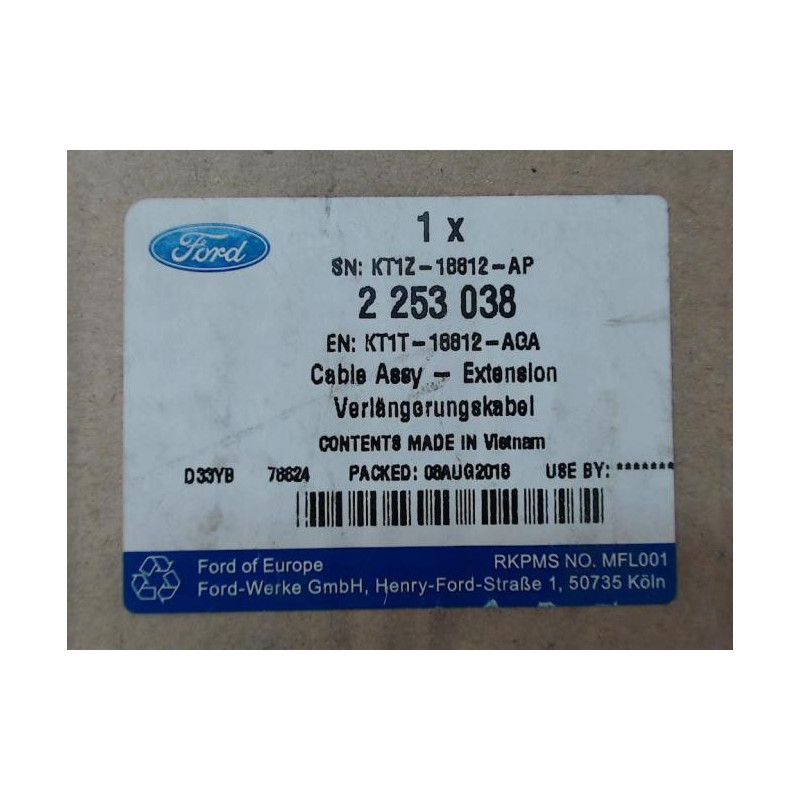 Ford
1 x
SN: KT1Z-18812-AP
2 253 038
EN: KT1T-18812-AGA
Cable Assy - Extension
Verlängerungskabel
CONTENTS MADE IN Vietnam
D33YB 78824 PACKED: 08AUG2018 USE BY: *******
Ford of Europe RKPMS NO. MFL001
Ford-Werke GmbH, Henry-Ford-Straße 1, 50735 Köln